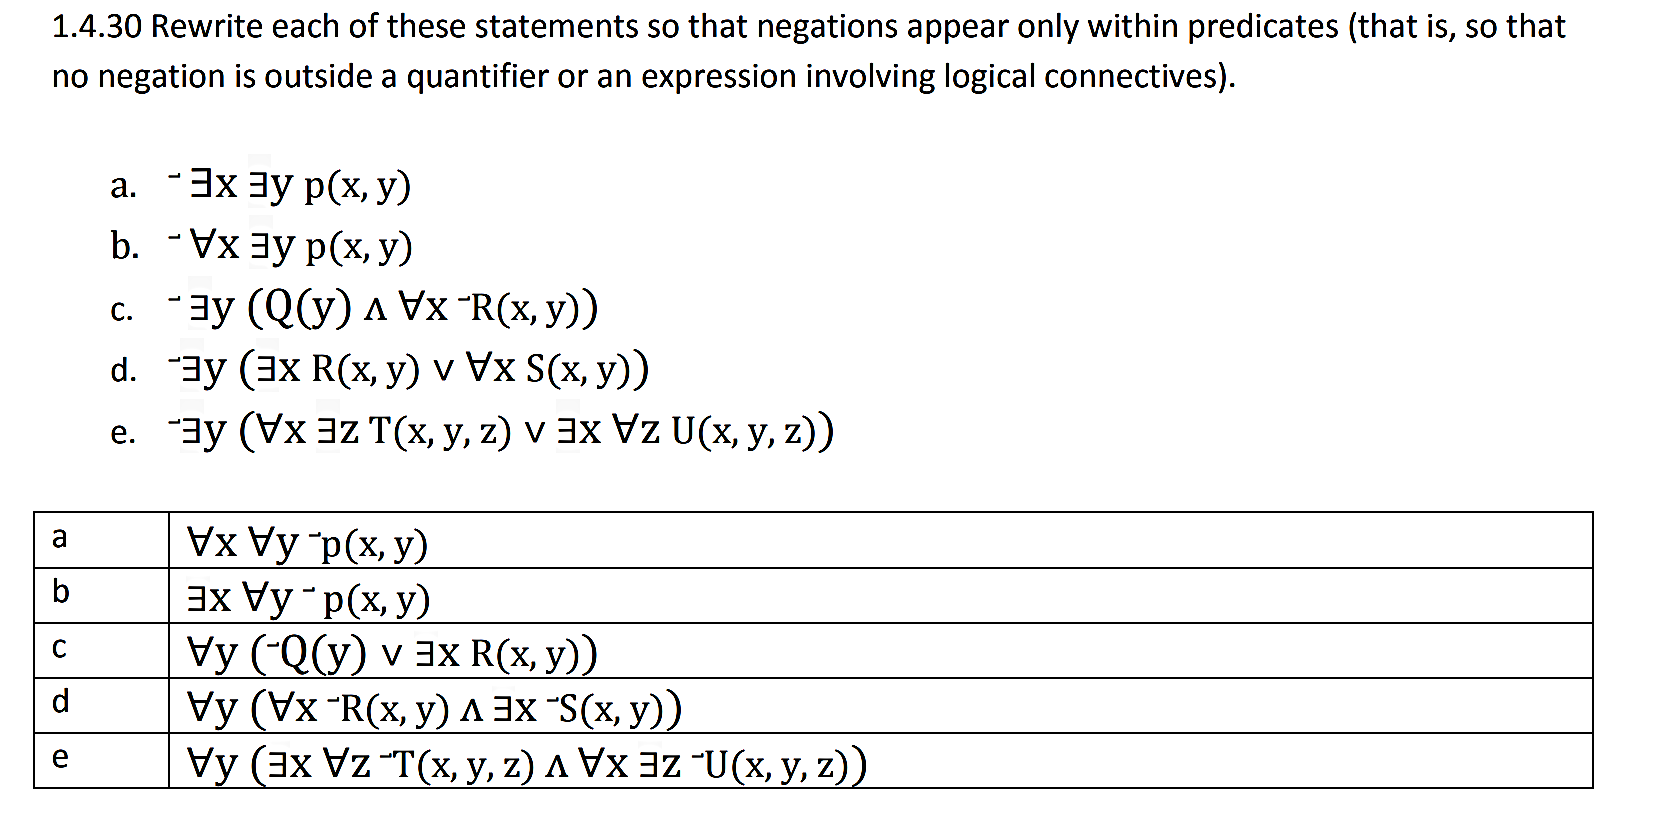 1.4.30 Rewrite each of these statements so that negations appear only within predicates (that is, so that
no negation is outside a quantifier or an expression involving logical connectives).
a. ¬∃x ∃y p(x, y)
b. ¬∀x ∃y p(x, y)
c. ¬∃y (Q(y) ∧ ∀x ¬R(x, y))
d. ¬∃y (∃x R(x, y) ∨ ∀x S(x, y))
e. ¬∃y (∀x ∃z T(x, y, z) ∨ ∃x ∀z U(x, y, z))
a ∀x ∀y ¬p(x, y)
b ∃x ∀y ¬p(x, y)
c ∀y (¬Q(y) ∨ ∃x R(x, y))
d ∀y (∀x ¬R(x, y) ∧ ∃x ¬S(x, y))
e ∀y (∃x ∀z ¬T(x, y, z) ∧ ∀x ∃z ¬U(x, y, z))